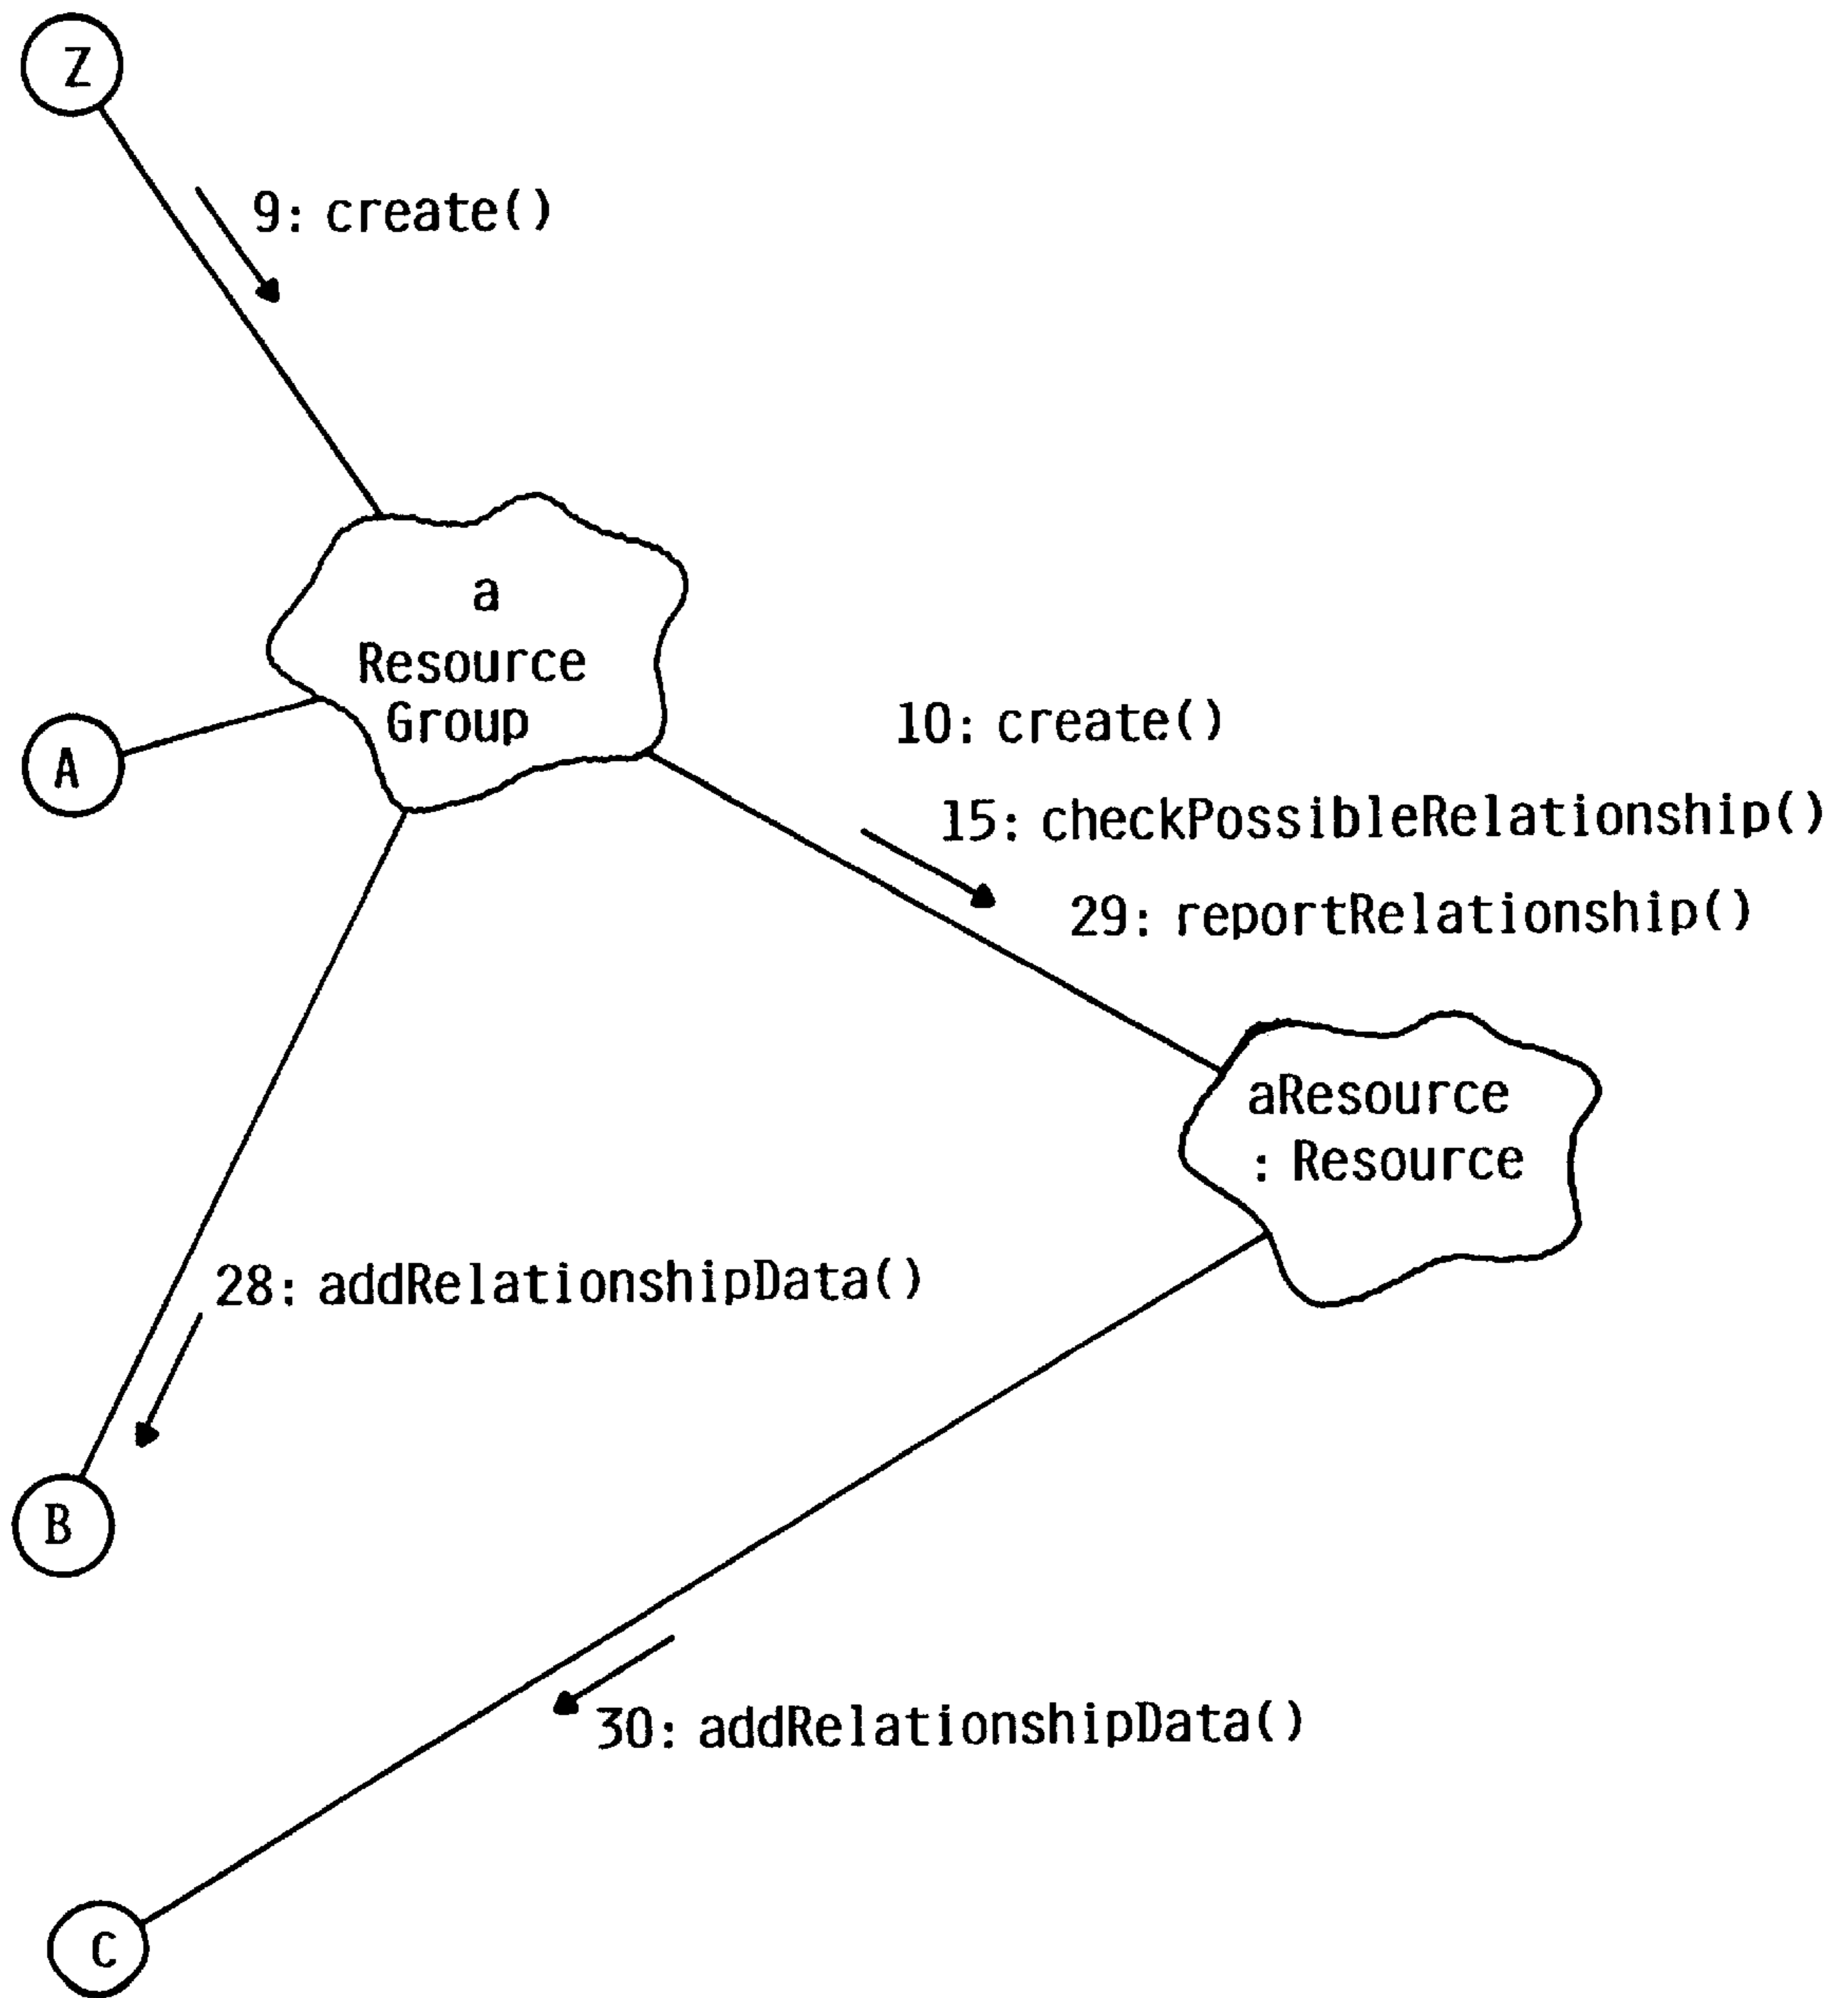 Z
9: create()
a
Resource
Group
A
10: create()
15: checkPossibleRelationship()
29: reportRelationship()
aResource
: Resource
28: addRelationshipData()
B
30: addRelationshipData()
C